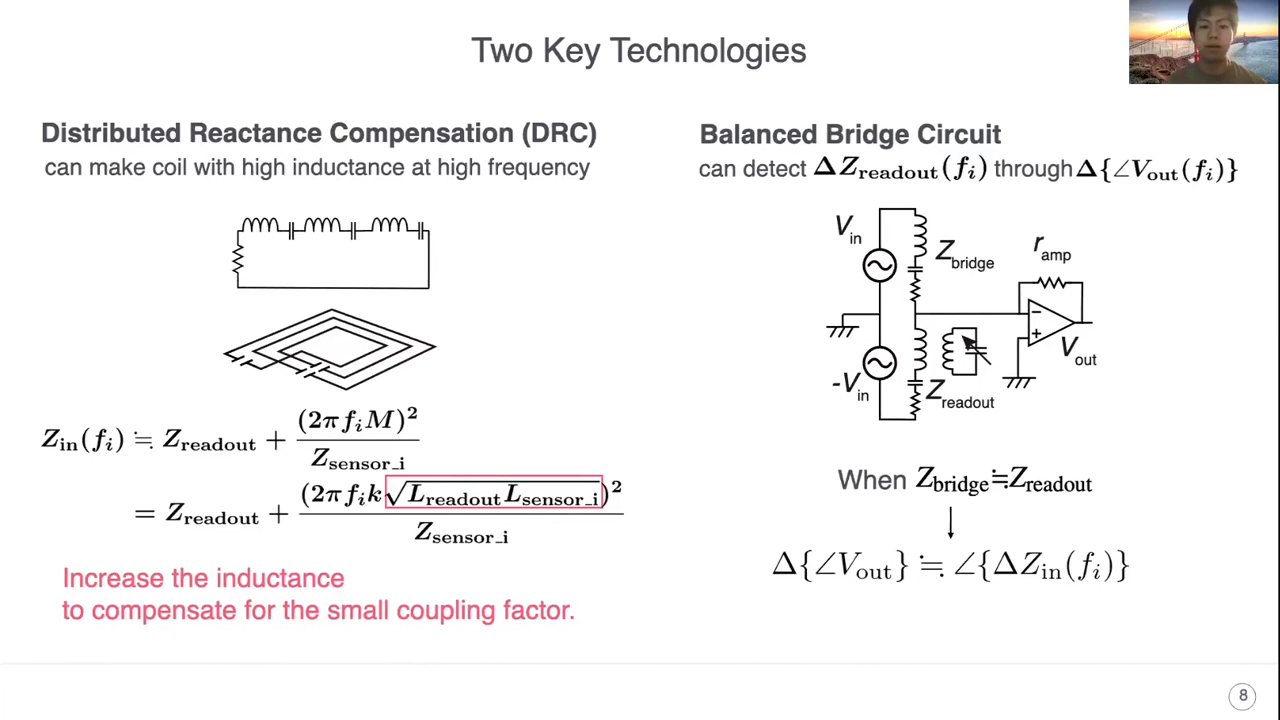 Two Key Technologies
Distributed Reactance Compensation (DRC)
can make coil with high inductance at high frequency
Z_in(f_i) ≒ Z_readout + (2πf_iM)² / Z_sensor_i
= Z_readout + (2πf_ik√(L_readout L_sensor_i))² / Z_sensor_i
Increase the inductance
to compensate for the small coupling factor.
Balanced Bridge Circuit
can detect ΔZ_readout(f_i) through Δ{∠V_out(f_i)}
V_in
Z_bridge
r_amp
−
+
V_out
-V_in
Z_readout
When Z_bridge≒Z_readout
Δ{∠V_out} ≒ ∠{ΔZ_in(f_i)}
8